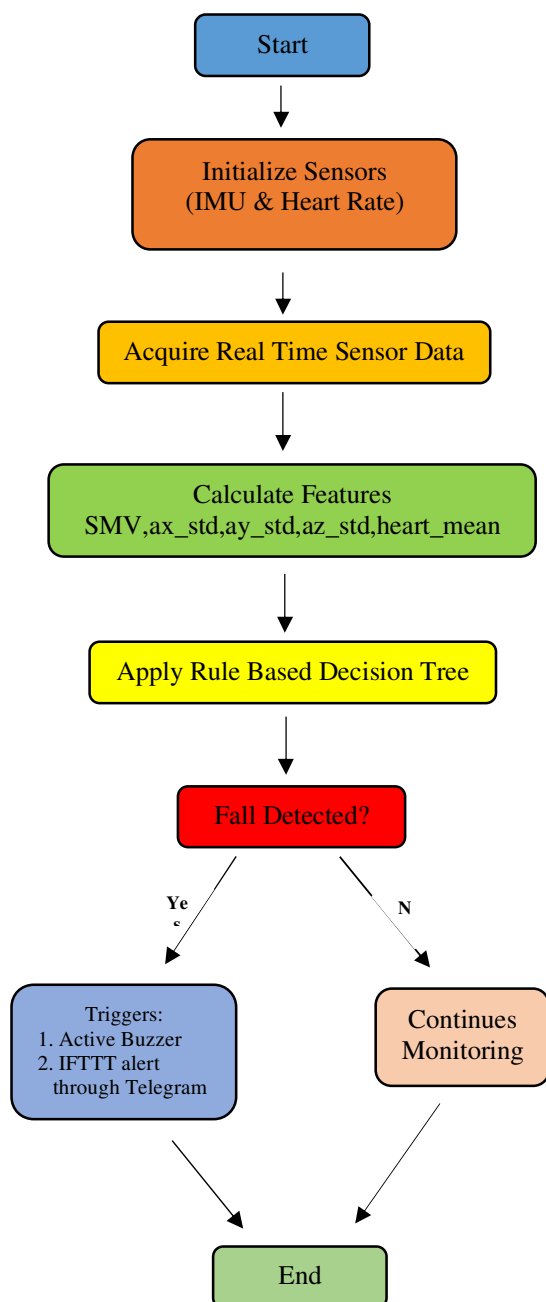 Start
Initialize Sensors
(IMU & Heart Rate)
Acquire Real Time Sensor Data
Calculate Features
SMV,ax_std,ay_std,az_std,heart_mean
Apply Rule Based Decision Tree
Fall Detected?
Ye
s
N
Triggers:
1. Active Buzzer
2. IFTTT alert
through Telegram
Continues
Monitoring
End